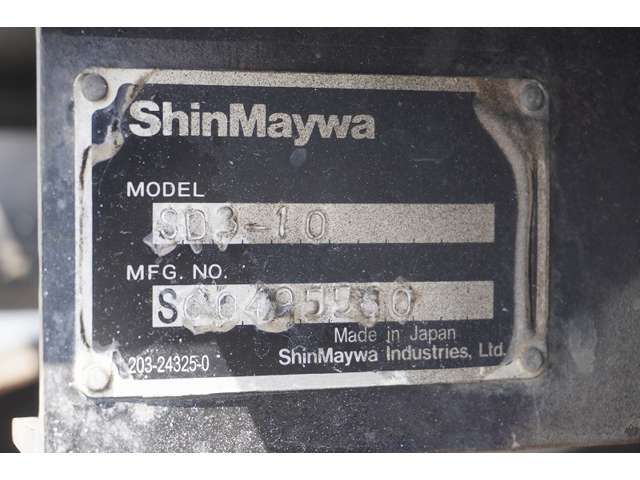 ShinMaywa
MODEL
SD3-10
MFG. NO.
Made in Japan
203-24325-0
ShinMaywa Industries, Ltd.